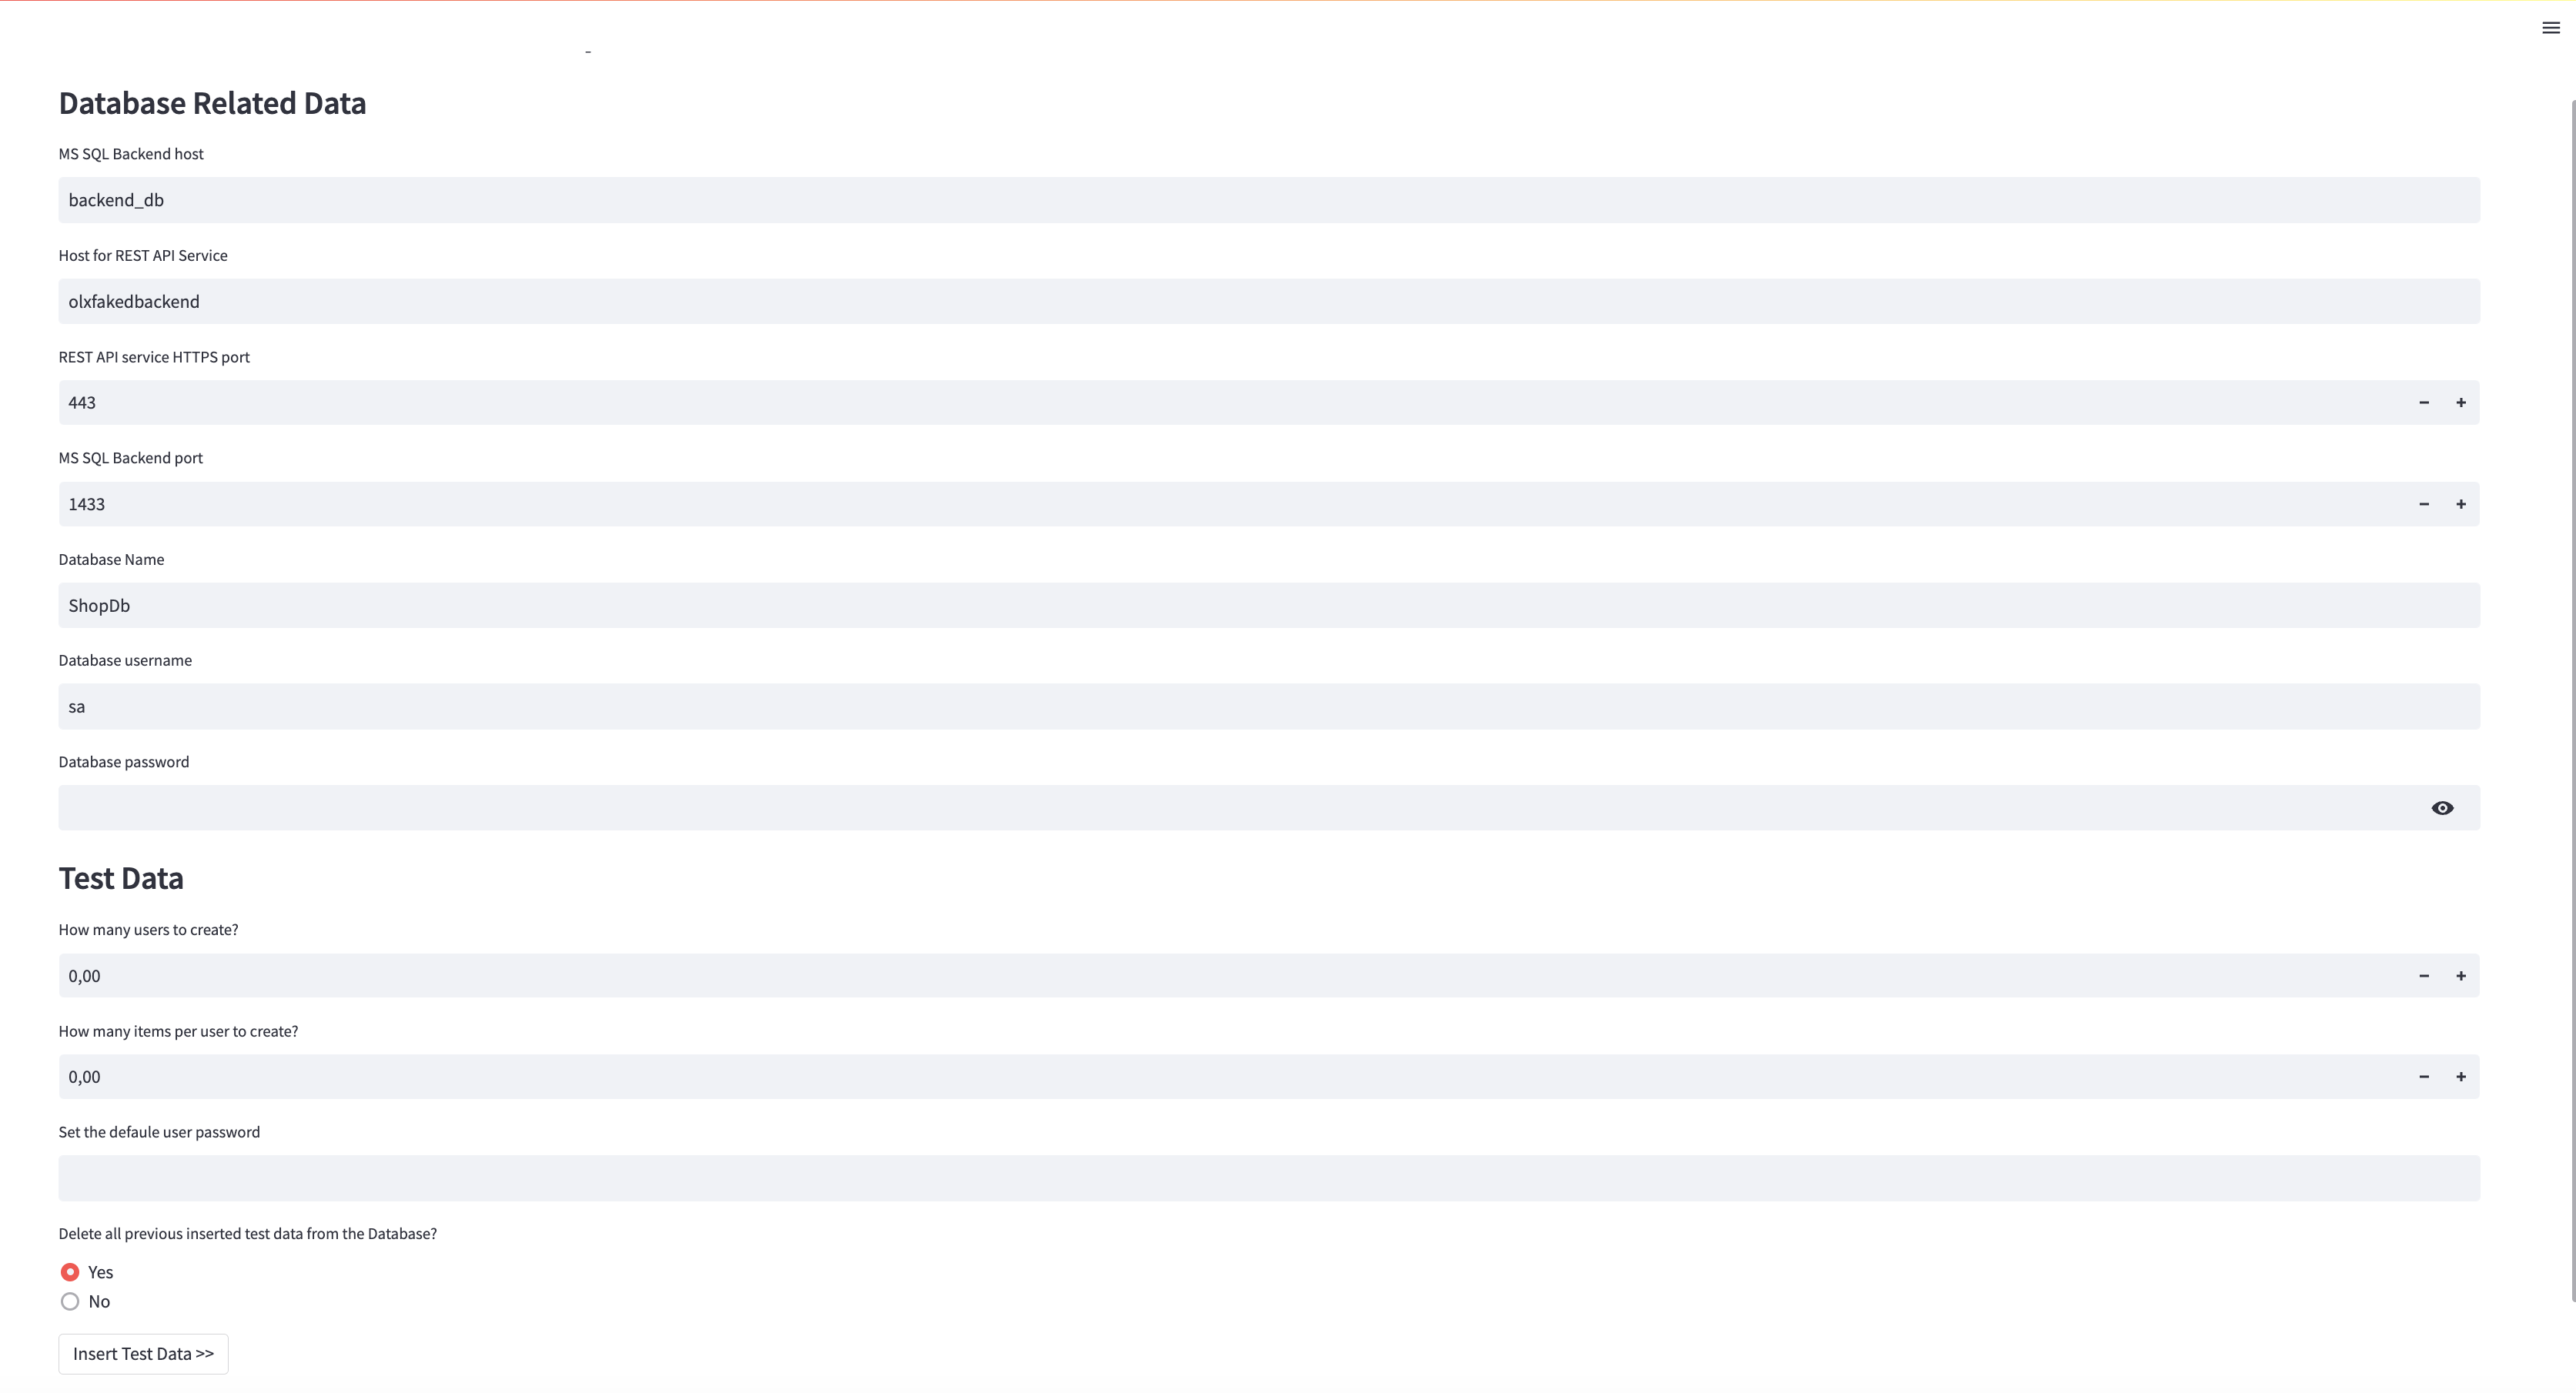 Database Related Data
MS SQL Backend host
backend_db
Host for REST API Service
olxfakedbackend
REST API service HTTPS port
443
MS SQL Backend port
1433
Database Name
ShopDb
Database username
sa
Database password
Test Data
How many users to create?
0,00
How many items per user to create?
0,00
Set the defaule user password
Delete all previous inserted test data from the Database?
Yes
No
Insert Test Data >>